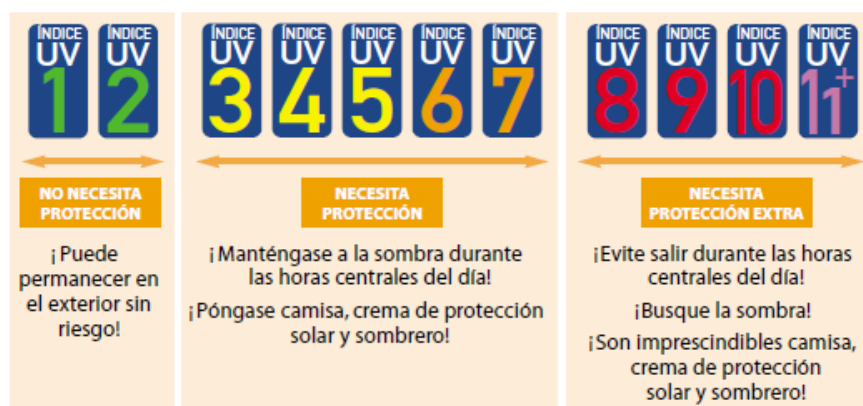 ÍNDICE
UV
1
ÍNDICE
UV
2
NO NECESITA
PROTECCIÓN
¡Puede
permanecer en
el exterior sin
riesgo!
ÍNDICE
UV
3
ÍNDICE
UV
4
ÍNDICE
UV
5
ÍNDICE
UV
6
ÍNDICE
UV
7
NECESITA
PROTECCIÓN
¡Manténgase a la sombra durante
las horas centrales del día!
¡Póngase camisa, crema de protección
solar y sombrero!
ÍNDICE
UV
8
ÍNDICE
UV
9
ÍNDICE
UV
10
ÍNDICE
UV
11+
NECESITA
PROTECCIÓN EXTRA
¡Evite salir durante las horas
centrales del día!
¡Busque la sombra!
¡Son imprescindibles camisa,
crema de protección
solar y sombrero!